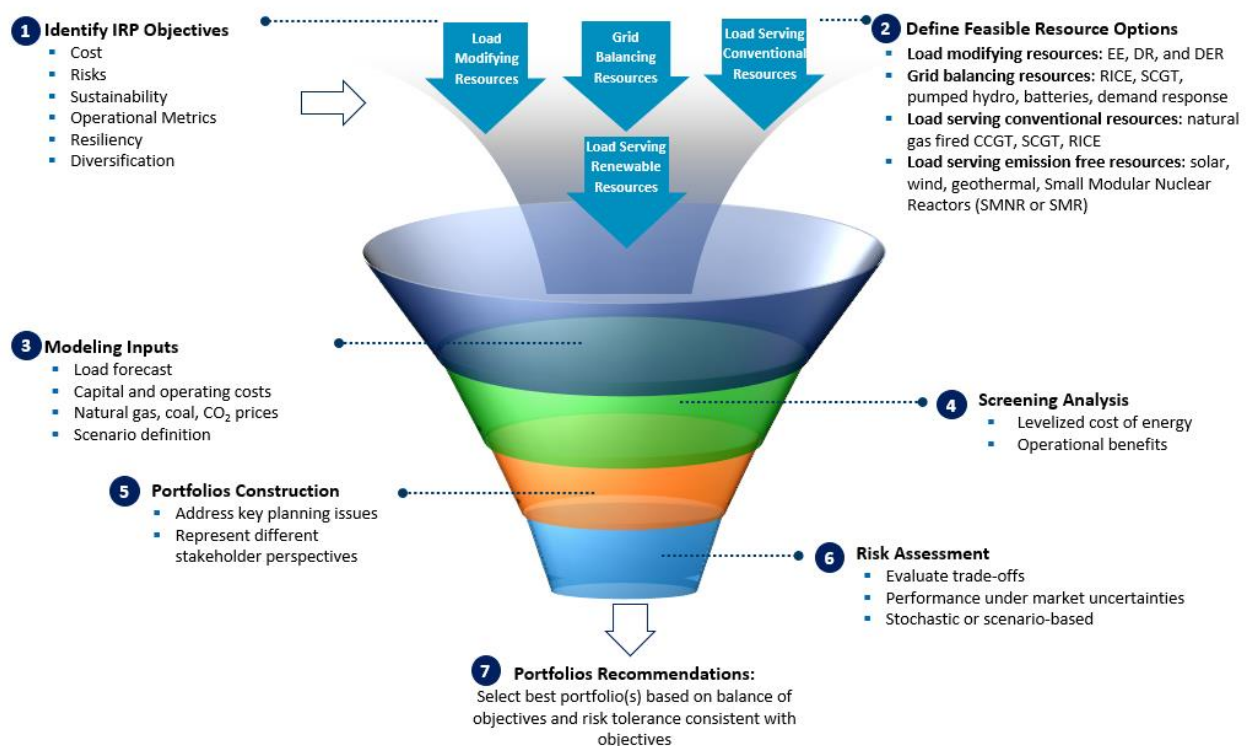 1 Identify IRP Objectives
▪ Cost
▪ Risks
▪ Sustainability
▪ Operational Metrics
▪ Resiliency
▪ Diversification
Load
Modifying
Resources
Grid
Balancing
Resources
Load Serving
Conventional
Resources
Load Serving
Renewable
Resources
2 Define Feasible Resource Options
▪ Load modifying resources: EE, DR, and DER
▪ Grid balancing resources: RICE, SCGT,
pumped hydro, batteries, demand response
▪ Load serving conventional resources: natural
gas fired CCGT, SCGT, RICE
▪ Load serving emission free resources: solar,
wind, geothermal, Small Modular Nuclear
Reactors (SMNR or SMR)
3 Modeling Inputs
▪ Load forecast
▪ Capital and operating costs
▪ Natural gas, coal, CO₂ prices
▪ Scenario definition
4 Screening Analysis
▪ Levelized cost of energy
▪ Operational benefits
5 Portfolios Construction
▪ Address key planning issues
▪ Represent different
stakeholder perspectives
6 Risk Assessment
▪ Evaluate trade-offs
▪ Performance under market uncertainties
▪ Stochastic or scenario-based
7 Portfolios Recommendations:
Select best portfolio(s) based on balance of
objectives and risk tolerance consistent with
objectives